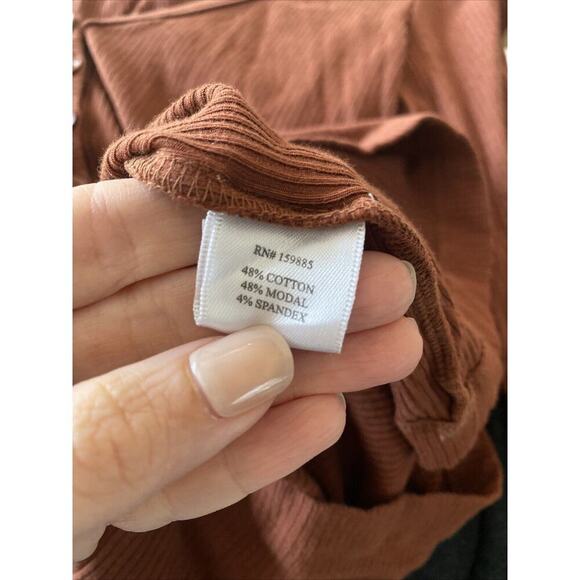 RN# 159885
48% COTTON
48% MODAL
4% SPANDEX